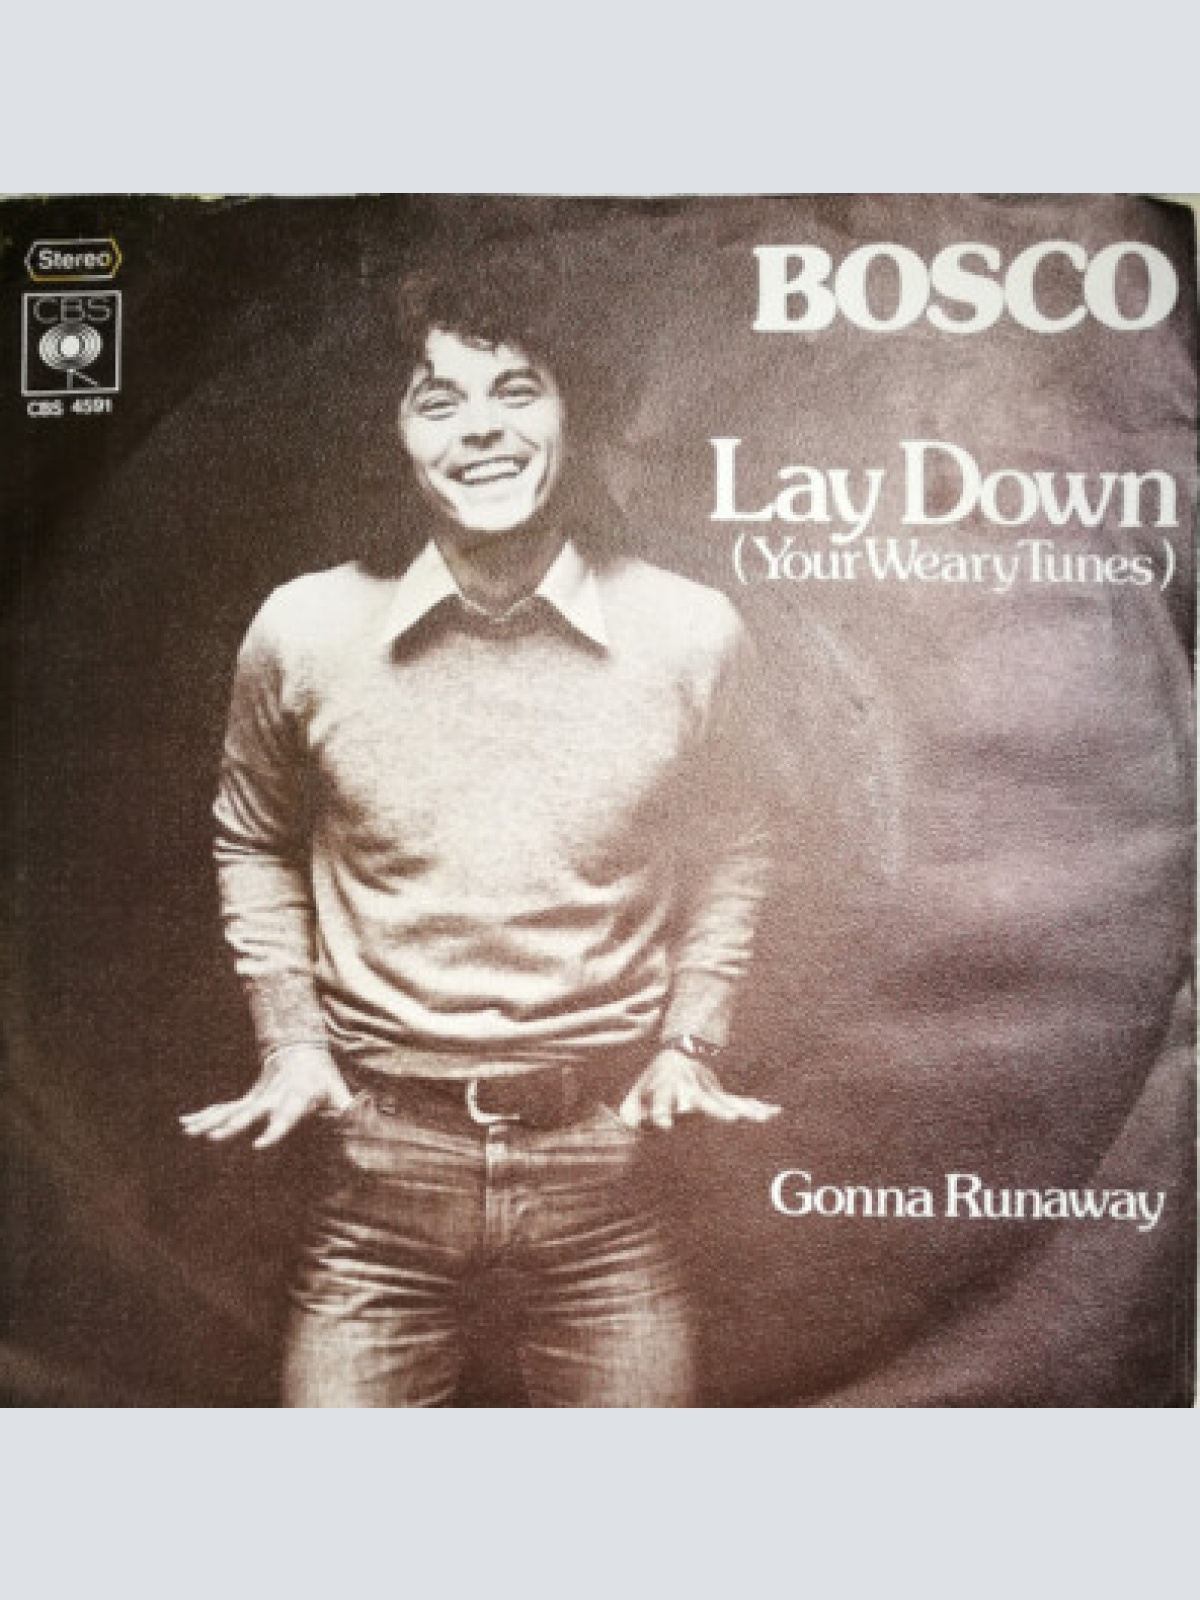 Stereo
CBS
CBS 4591
BOSCO
Lay Down
(Your Weary Tunes)
Gonna Runaway